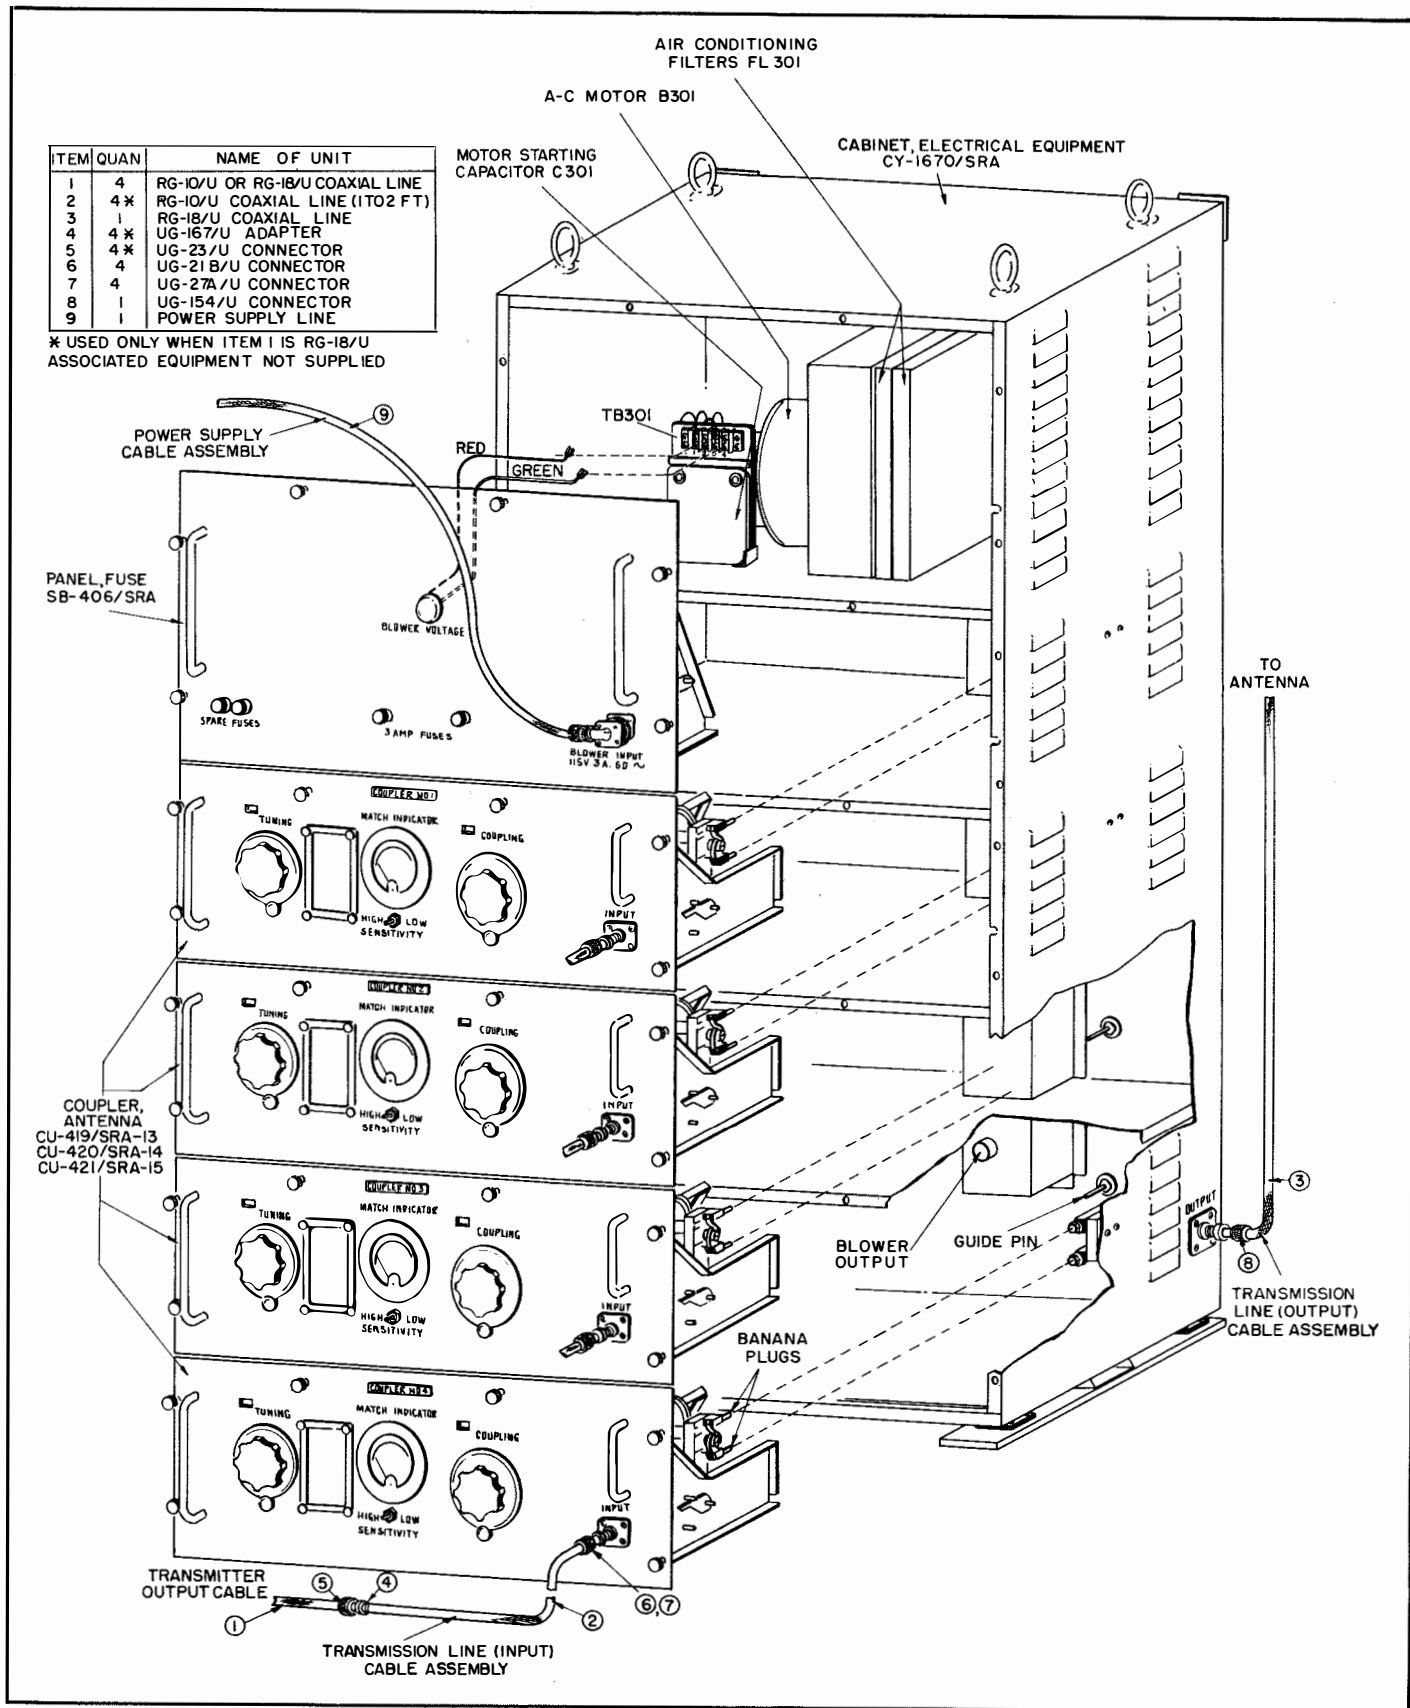 AIR CONDITIONING
FILTERS FL 301
A-C MOTOR B301
MOTOR STARTING
CAPACITOR C301
CABINET, ELECTRICAL EQUIPMENT
CY-1670/SRA
ITEM QUAN NAME OF UNIT
1 4 RG-10/U OR RG-18/U COAXIAL LINE
2 4* RG-10/U COAXIAL LINE (1 TO 2 FT)
3 1 RG-18/U COAXIAL LINE
4 4* UG-167/U ADAPTER
5 4* UG-23/U CONNECTOR
6 4 UG-21B/U CONNECTOR
7 4 UG-27A/U CONNECTOR
8 1 UG-154/U CONNECTOR
9 1 POWER SUPPLY LINE
* USED ONLY WHEN ITEM 1 IS RG-18/U
ASSOCIATED EQUIPMENT NOT SUPPLIED
9
POWER SUPPLY
CABLE ASSEMBLY
TB301
RED
GREEN
PANEL, FUSE
SB-406/SRA
BLOWER VOLTAGE
SPARE FUSES
3 AMP FUSES
BLOWER INPUT
115V 3A. 60 ~
TO
ANTENNA
COUPLER NO 1
TUNING
MATCH INDICATOR
COUPLING
HIGH LOW
SENSITIVITY
INPUT
COUPLER NO 2
TUNING
MATCH INDICATOR
COUPLING
HIGH LOW
SENSITIVITY
INPUT
COUPLER,
ANTENNA
CU-419/SRA-13
CU-420/SRA-14
CU-421/SRA-15
COUPLER NO 3
TUNING
MATCH INDICATOR
COUPLING
HIGH LOW
SENSITIVITY
INPUT
BLOWER
OUTPUT
GUIDE PIN
OUTPUT
3
8
TRANSMISSION
LINE (OUTPUT)
CABLE ASSEMBLY
BANANA
PLUGS
COUPLER NO 4
TUNING
MATCH INDICATOR
COUPLING
HIGH LOW
SENSITIVITY
INPUT
TRANSMITTER
OUTPUT CABLE
5
4
1
2
6,7
TRANSMISSION LINE (INPUT)
CABLE ASSEMBLY